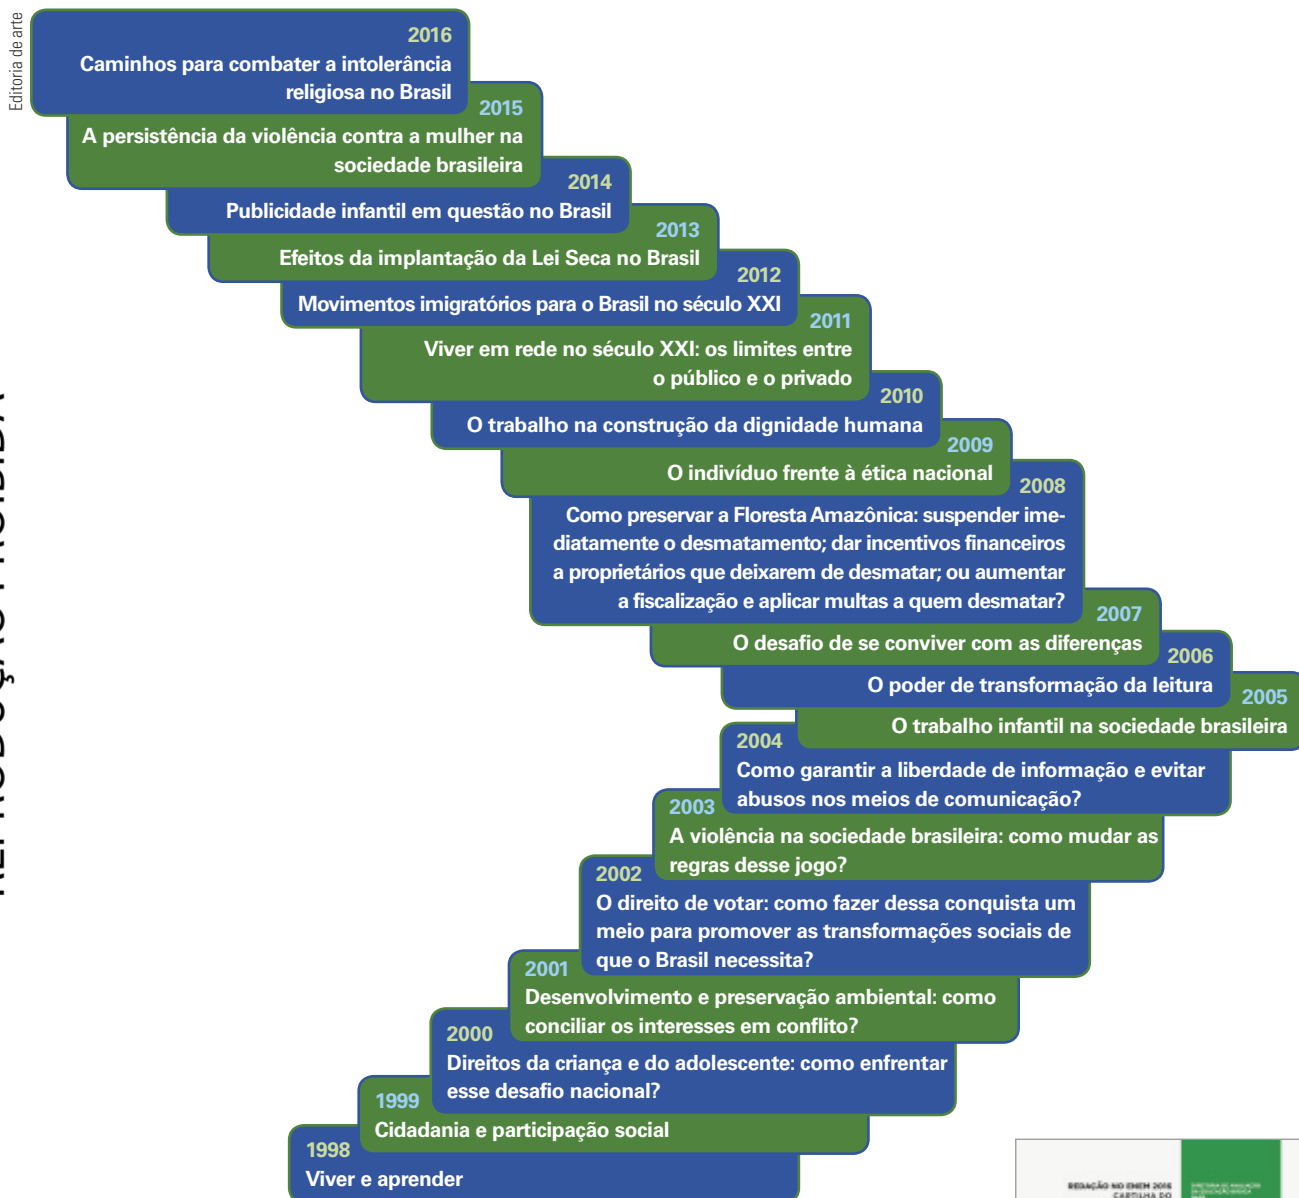 Editoria de arte
2016
Caminhos para combater a intolerância
religiosa no Brasil
2015
A persistência da violência contra a mulher na
sociedade brasileira
2014
Publicidade infantil em questão no Brasil
2013
Efeitos da implantação da Lei Seca no Brasil
2012
Movimentos imigratórios para o Brasil no século XXI
2011
Viver em rede no século XXI: os limites entre
o público e o privado
2010
O trabalho na construção da dignidade humana
2009
O indivíduo frente à ética nacional
2008
Como preservar a Floresta Amazônica: suspender ime-
diatamente o desmatamento; dar incentivos financeiros
a proprietários que deixarem de desmatar; ou aumentar
a fiscalização e aplicar multas a quem desmatar?
2007
O desafio de se conviver com as diferenças
2006
O poder de transformação da leitura
2005
O trabalho infantil na sociedade brasileira
2004
Como garantir a liberdade de informação e evitar
abusos nos meios de comunicação?
2003
A violência na sociedade brasileira: como mudar as
regras desse jogo?
2002
O direito de votar: como fazer dessa conquista um
meio para promover as transformações sociais de
que o Brasil necessita?
2001
Desenvolvimento e preservação ambiental: como
conciliar os interesses em conflito?
2000
Direitos da criança e do adolescente: como enfrentar
esse desafio nacional?
1999
Cidadania e participação social
1998
Viver e aprender
REDAÇÃO NO ENEM 2016
CARTILHA DO